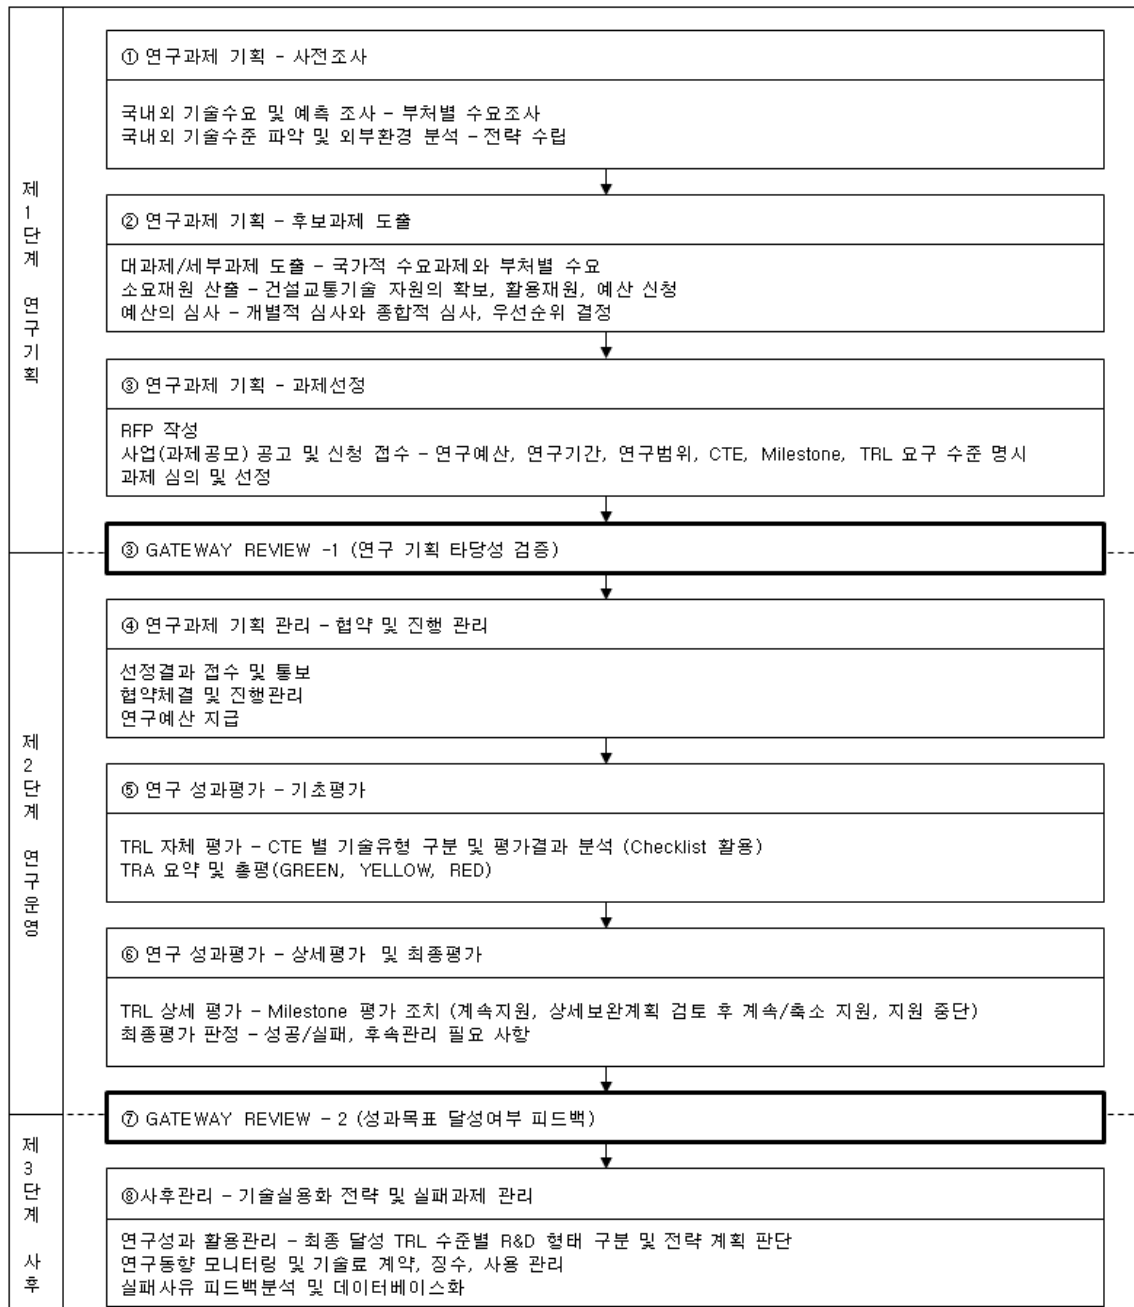 제1단계 연구기획
① 연구과제 기획 – 사전조사
국내외 기술수요 및 예측 조사 – 부처별 수요조사
국내외 기술수준 파악 및 외부환경 분석 – 전략 수립
② 연구과제 기획 – 후보과제 도출
대과제/세부과제 도출 – 국가적 수요과제와 부처별 수요
소요재원 산출 – 건설교통기술 자원의 확보, 활용재원, 예산 신청
예산의 심사 – 개별적 심사와 종합적 심사, 우선순위 결정
③ 연구과제 기획 – 과제선정
RFP 작성
사업(과제공모) 공고 및 신청 접수 – 연구예산, 연구기간, 연구범위, CTE, Milestone, TRL 요구 수준 명시
과제 심의 및 선정
③ GATEWAY REVIEW -1 (연구 기획 타당성 검증)
제2단계 연구운영
④ 연구과제 기획 관리 – 협약 및 진행 관리
선정결과 접수 및 통보
협약체결 및 진행관리
연구예산 지급
⑤ 연구 성과평가 – 기초평가
TRL 자체 평가 – CTE 별 기술유형 구분 및 평가결과 분석 (Checklist 활용)
TRA 요약 및 총평(GREEN, YELLOW, RED)
⑥ 연구 성과평가 – 상세평가 및 최종평가
TRL 상세 평가 – Milestone 평가 조치 (계속지원, 상세보완계획 검토 후 계속/축소 지원, 지원 중단)
최종평가 판정 – 성공/실패, 후속관리 필요 사항
⑦ GATEWAY REVIEW – 2 (성과목표 달성여부 피드백)
제3단계 사후
⑧사후관리 – 기술실용화 전략 및 실패과제 관리
연구성과 활용관리 – 최종 달성 TRL 수준별 R&D 형태 구분 및 전략 계획 판단
연구동향 모니터링 및 기술료 계약, 징수, 사용 관리
실패사유 피드백분석 및 데이터베이스화